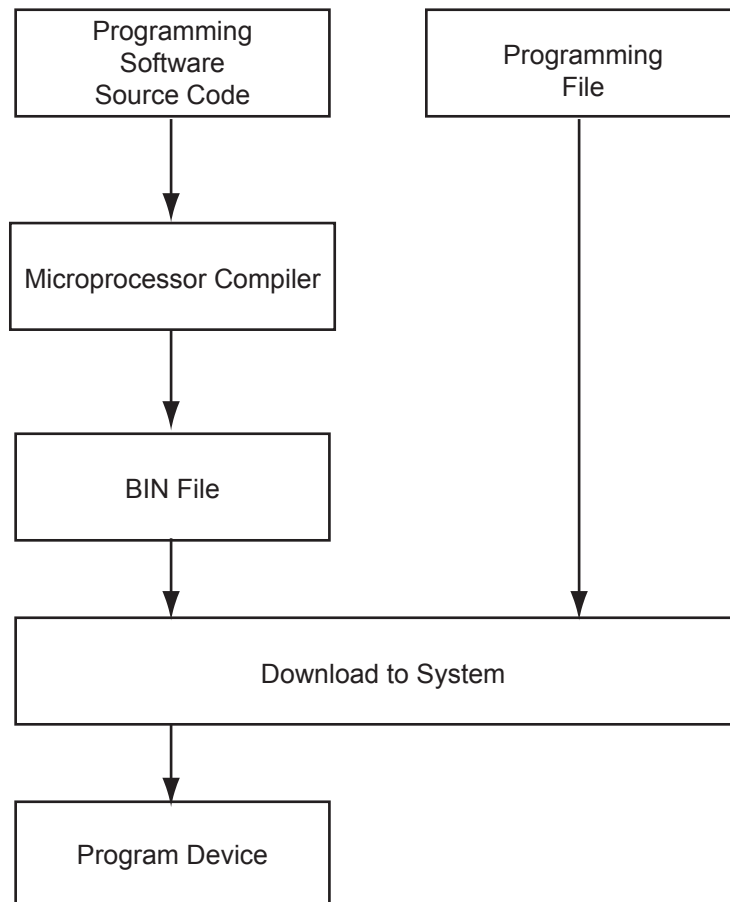 Programming
Software
Source Code
Programming
File
Microprocessor Compiler
BIN File
Download to System
Program Device